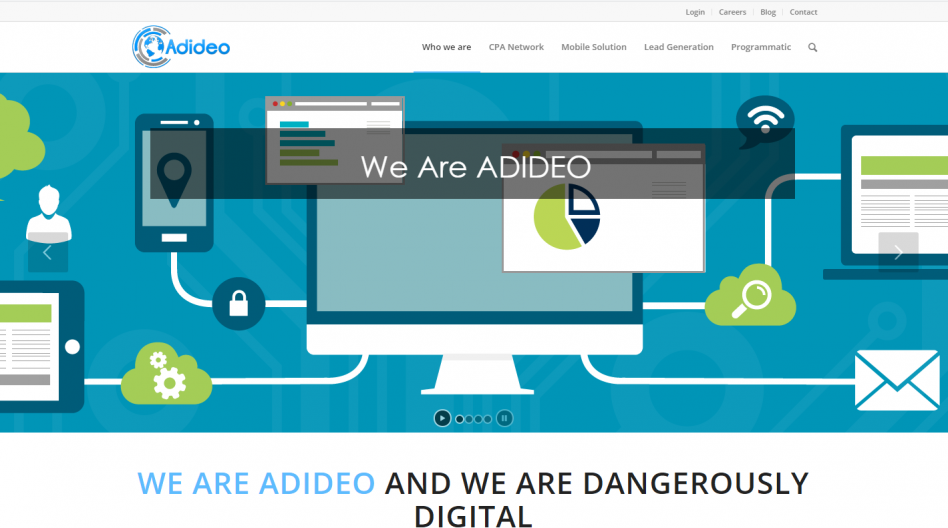 Login Careers Blog Contact
Adideo
Who we are CPA Network Mobile Solution Lead Generation Programmatic
We Are ADIDEO
WE ARE ADIDEO AND WE ARE DANGEROUSLY
DIGITAL